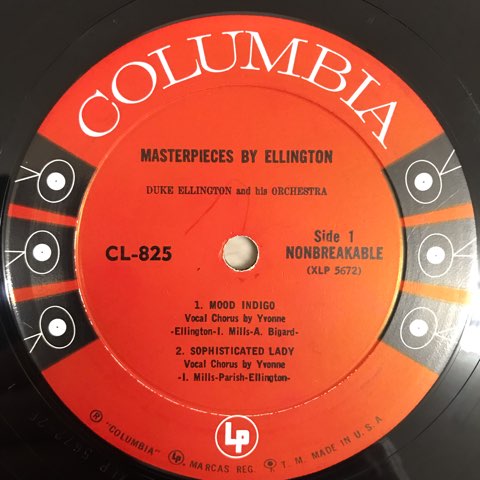 COLUMBIA
MASTERPIECES BY ELLINGTON
DUKE ELLINGTON and his ORCHESTRA
CL-825
Side 1
NONBREAKABLE
(XLP 5672)
1. MOOD INDIGO
Vocal Chorus by Yvonne
-Ellington-I. Mills-A. Bigard-
2. SOPHISTICATED LADY
Vocal Chorus by Yvonne
-I. Mills-Parish-Ellington-
Lp
® "COLUMBIA" ® MARCAS REG. ® T. M. MADE IN U.S.A